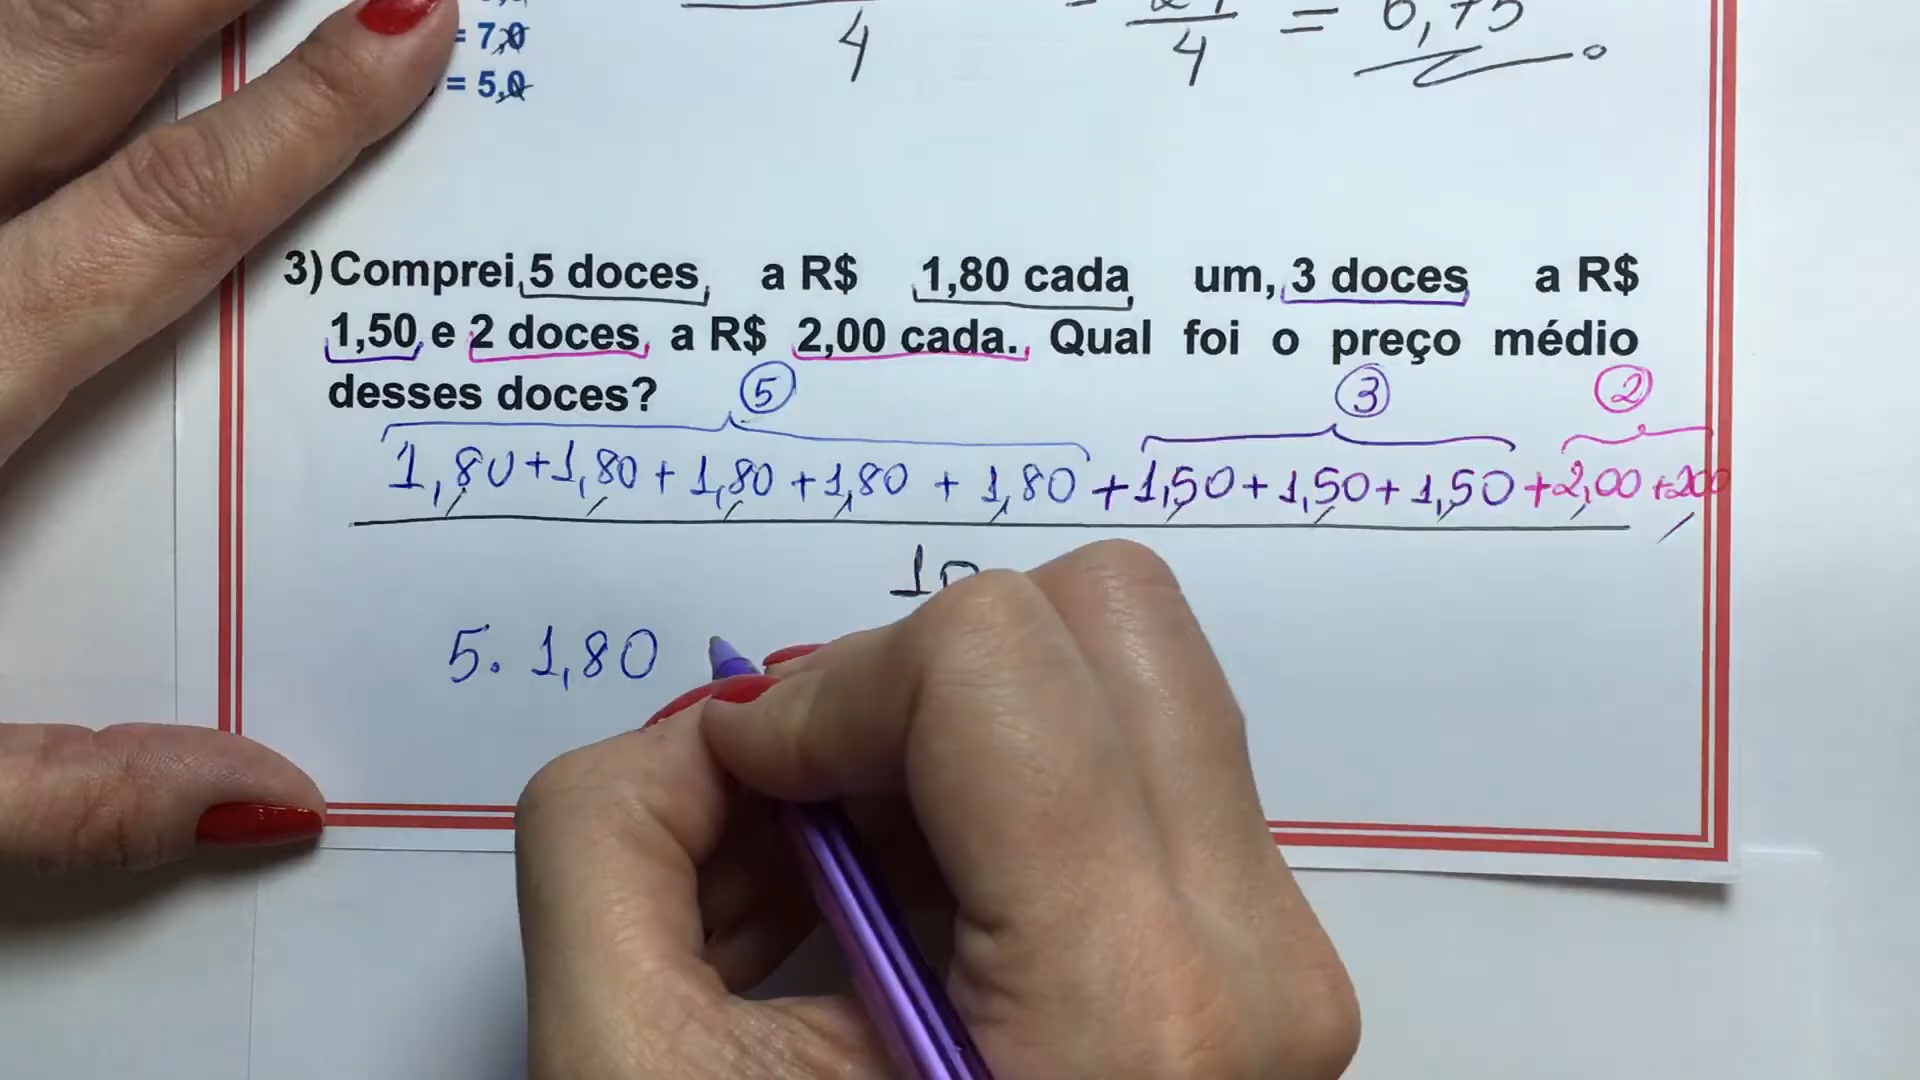 = 7,0
= 5,0
4
4
= 6,75
3) Comprei 5 doces a R$ 1,80 cada um, 3 doces a R$
1,50 e 2 doces a R$ 2,00 cada. Qual foi o preço médio
desses doces?
5 3 2
1,80+1,80+1,80+1,80+1,80+1,50+1,50+1,50+2,00+2,00
10
5. 1,80